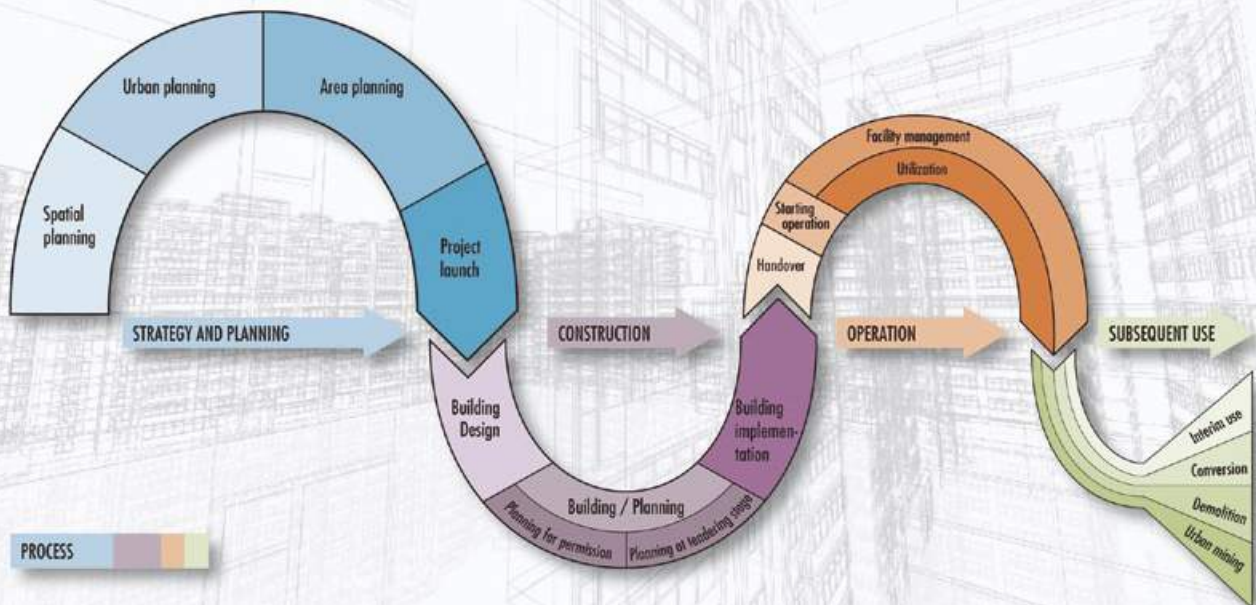 Urban planning
Area planning
Spatial
planning
Project
launch
STRATEGY AND PLANNING
Building
Design
Building / Planning
Planning for permission
Planning at tendering stage
Building
implemen-
tation
CONSTRUCTION
Handover
Starting
operation
Facility management
Utilization
OPERATION
SUBSEQUENT USE
Interim use
Conversion
Demolition
Urban mining
PROCESS